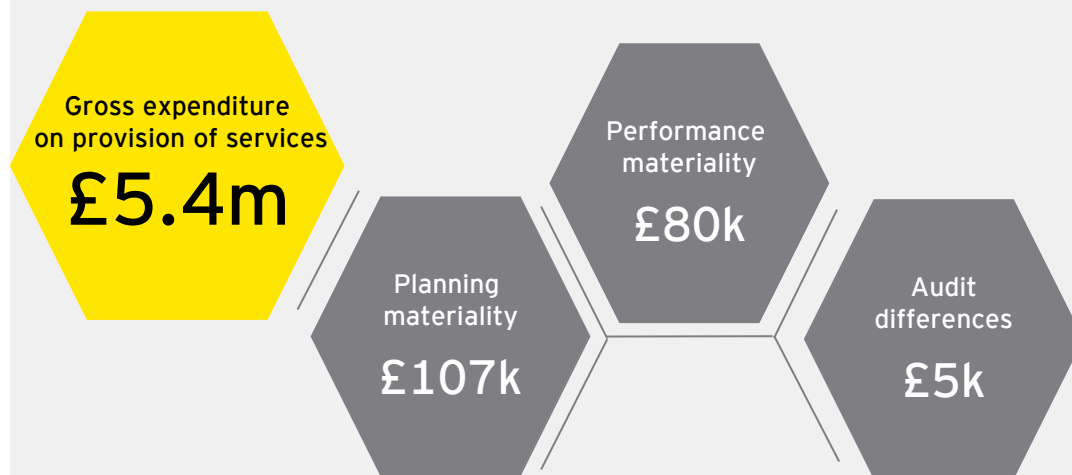 Gross expenditure
on provision of services
£5.4m
Planning
materiality
£107k
Performance
materiality
£80k
Audit
differences
£5k